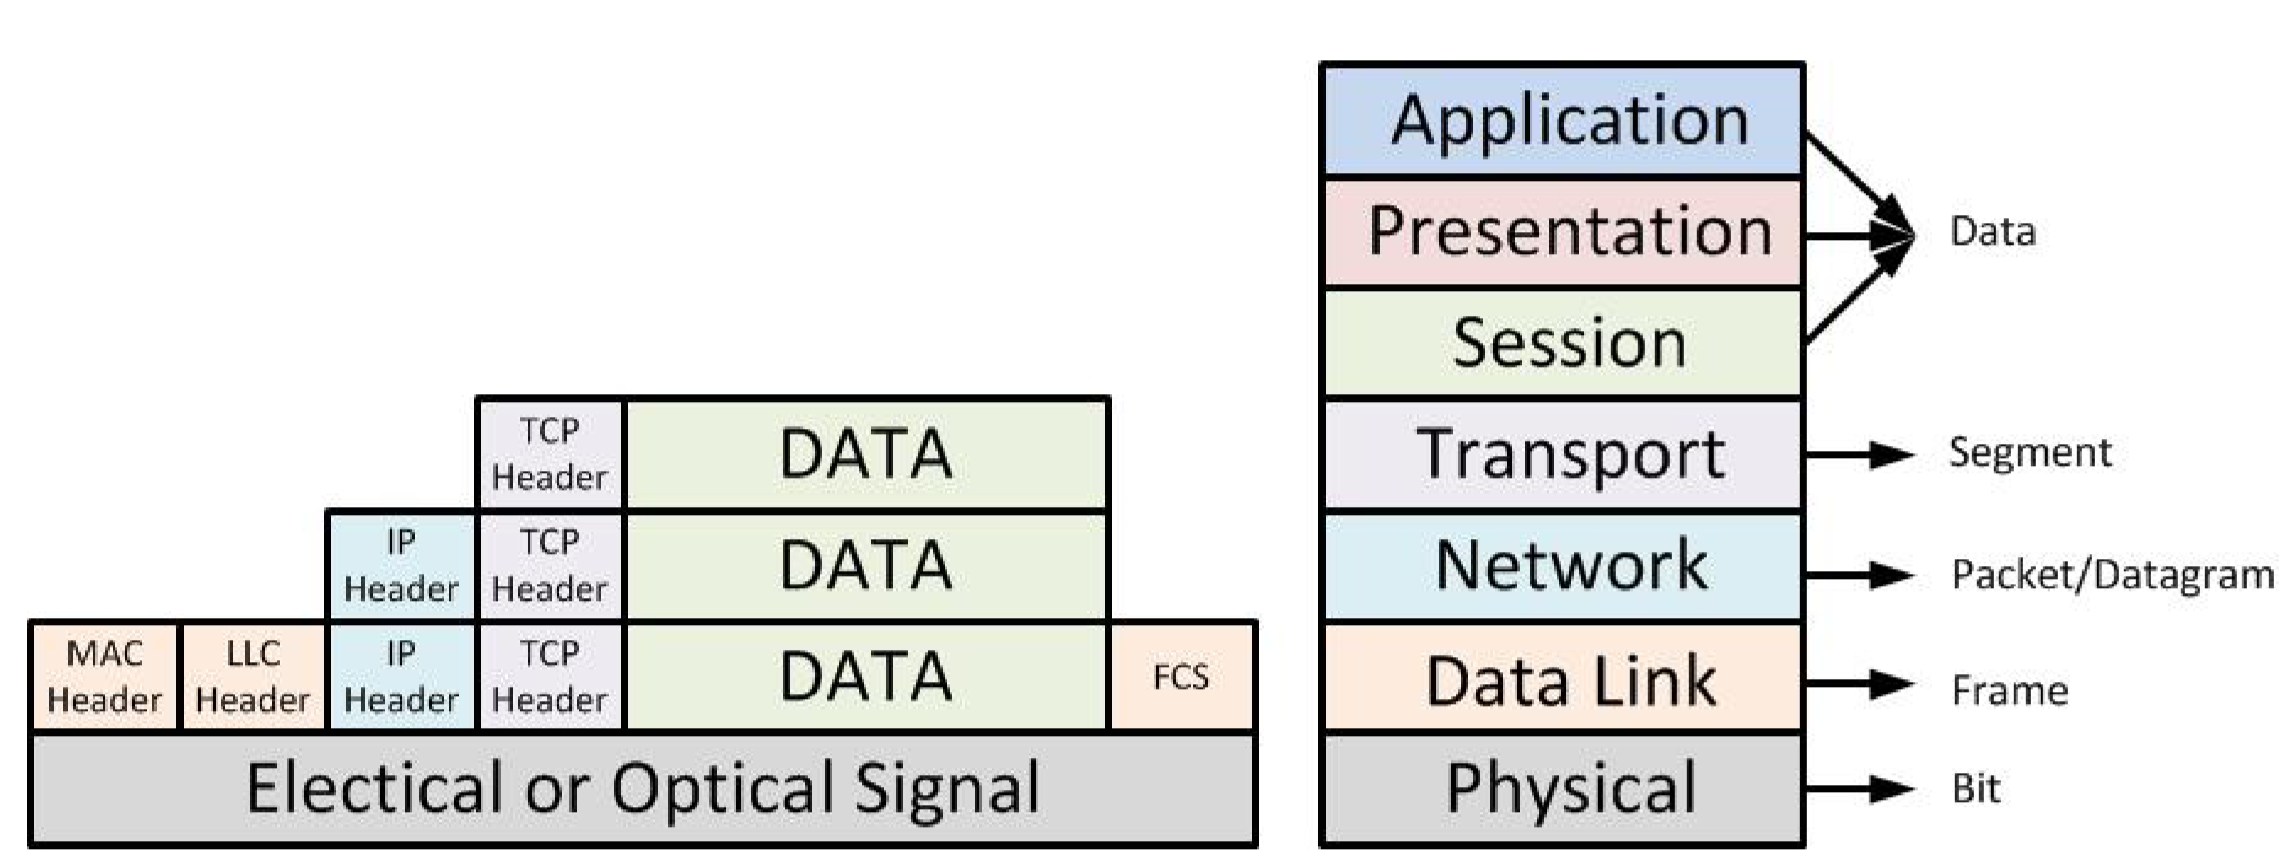 TCP
Header
DATA
IP
Header
TCP
Header
DATA
MAC
Header
LLC
Header
IP
Header
TCP
Header
DATA
FCS
Electical or Optical Signal
Application
Presentation
Session
Transport
Network
Data Link
Physical
Data
Segment
Packet/Datagram
Frame
Bit